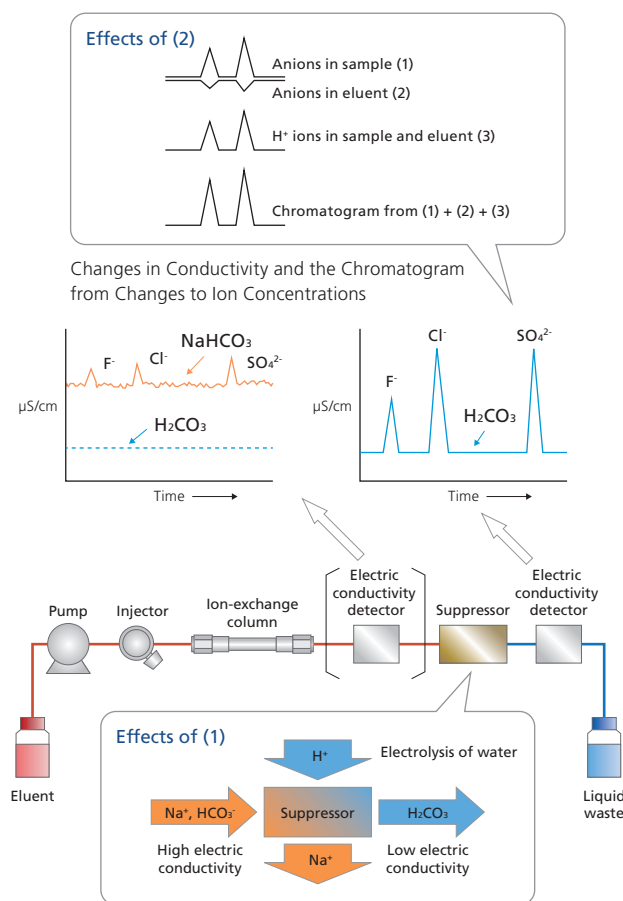 Effects of (2)
Anions in sample (1)
Anions in eluent (2)
H⁺ ions in sample and eluent (3)
Chromatogram from (1) + (2) + (3)
Changes in Conductivity and the Chromatogram
from Changes to Ion Concentrations
NaHCO₃
F⁻
Cl⁻
SO₄²⁻
µS/cm
H₂CO₃
Time
Cl⁻
SO₄²⁻
F⁻
H₂CO₃
µS/cm
Time
Pump
Injector
Ion-exchange
column
Electric
conductivity
detector
Suppressor
Electric
conductivity
detector
Eluent
Liquid
waste
Effects of (1)
H⁺
Electrolysis of water
Na⁺, HCO₃⁻
Suppressor
H₂CO₃
High electric
conductivity
Na⁺
Low electric
conductivity